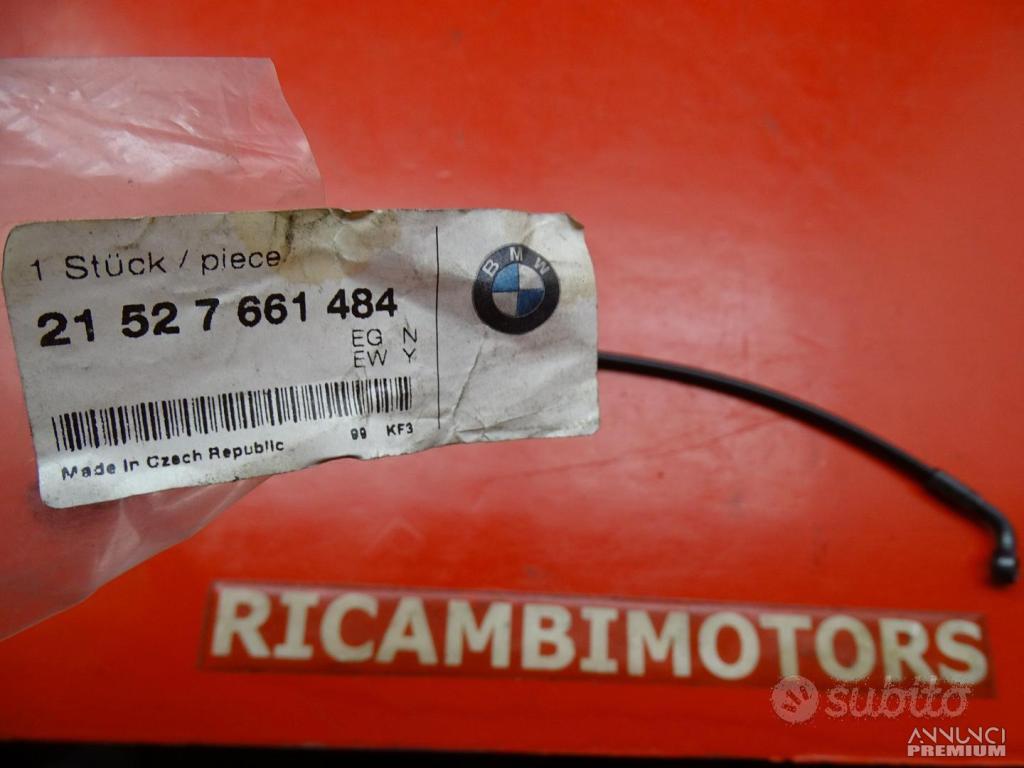 1 Stück / piece
21 52 7 661 484
EG N
EW Y
99 KF3
Made in Czech Republic
BMW
RICAMBIMOTORS
subito
ANNUNCI
PREMIUM